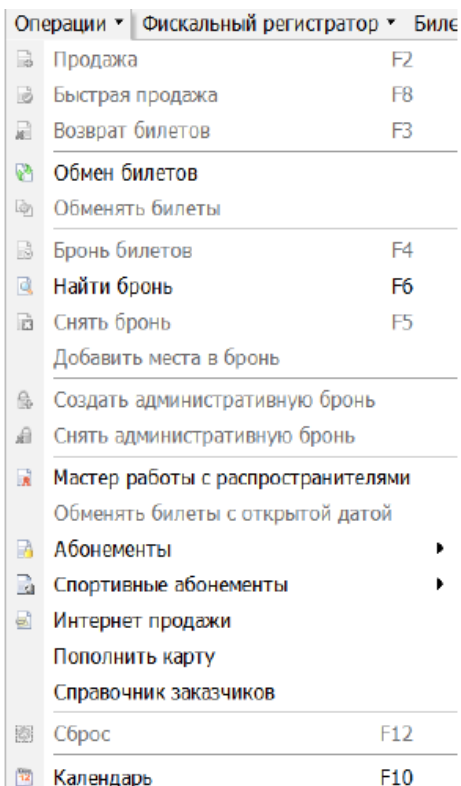 Операции Фискальный регистратор Биле
Продажа F2
Быстрая продажа F8
Возврат билетов F3
Обмен билетов
Обменять билеты
Бронь билетов F4
Найти бронь F6
Снять бронь F5
Добавить места в бронь
Создать административную бронь
Снять административную бронь
Мастер работы с распространителями
Обменять билеты с открытой датой
Абонементы
Спортивные абонементы
Интернет продажи
Пополнить карту
Справочник заказчиков
Сброс F12
Календарь F10